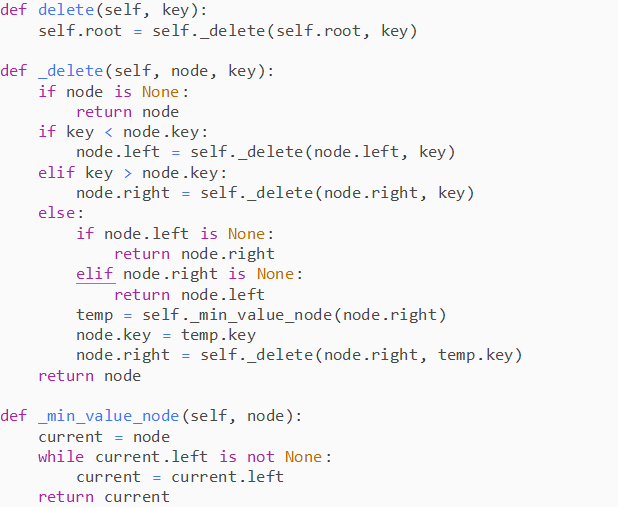 def delete(self, key):
    self.root = self._delete(self.root, key)

def _delete(self, node, key):
    if node is None:
        return node
    if key < node.key:
        node.left = self._delete(node.left, key)
    elif key > node.key:
        node.right = self._delete(node.right, key)
    else:
        if node.left is None:
            return node.right
        elif node.right is None:
            return node.left
        temp = self._min_value_node(node.right)
        node.key = temp.key
        node.right = self._delete(node.right, temp.key)
    return node

def _min_value_node(self, node):
    current = node
    while current.left is not None:
        current = current.left
    return current